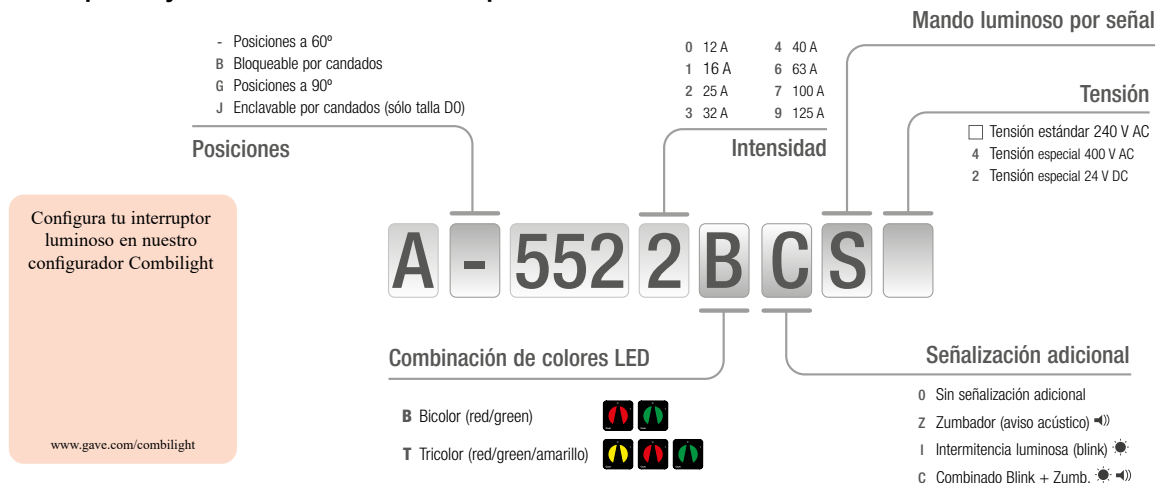 Mando luminoso por señal
- Posiciones a 60º
B Bloqueable por candados
G Posiciones a 90º
J Enclavable por candados (sólo talla D0)
Posiciones
0 12 A 4 40 A
1 16 A 6 63 A
2 25 A 7 100 A
3 32 A 9 125 A
Intensidad
Tensión
Tensión estándar 240 V AC
4 Tensión especial 400 V AC
2 Tensión especial 24 V DC
Configura tu interruptor
luminoso en nuestro
configurador Combilight
www.gave.com/combilight
A - 552 2 B C S
Combinación de colores LED
B Bicolor (red/green)
T Tricolor (red/green/amarillo)
Señalización adicional
0 Sin señalización adicional
Z Zumbador (aviso acústico)
I Intermitencia luminosa (blink)
C Combinado Blink + Zumb.